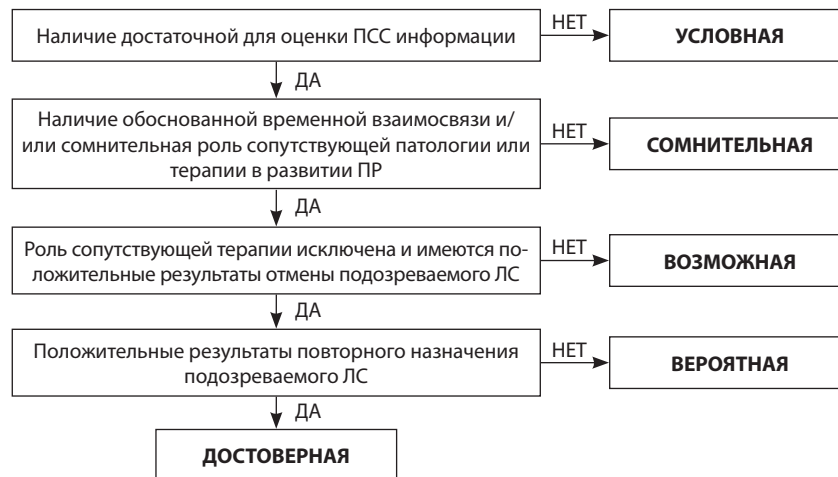 Наличие достаточной для оценки ПСС информации
НЕТ
УСЛОВНАЯ
ДА
Наличие обоснованной временной взаимосвязи и/
или сомнительная роль сопутствующей патологии или
терапии в развитии ПР
НЕТ
СОМНИТЕЛЬНАЯ
ДА
Роль сопутствующей терапии исключена и имеются по-
ложительные результаты отмены подозреваемого ЛС
НЕТ
ВОЗМОЖНАЯ
ДА
Положительные результаты повторного назначения
подозреваемого ЛС
НЕТ
ВЕРОЯТНАЯ
ДА
ДОСТОВЕРНАЯ